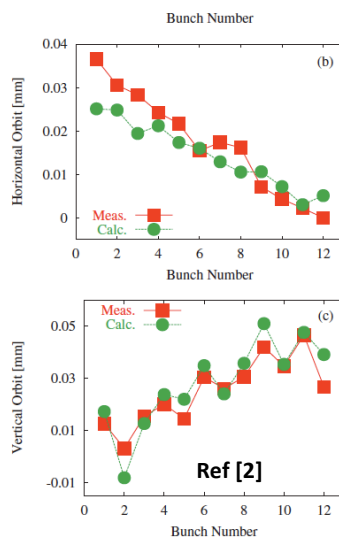 Bunch Number
0.04
(b)
0.03
0.02
0.01
0
Horizontal Orbit [mm]
Meas.
Calc.
0 2 4 6 8 10 12
Bunch Number
Meas.
Calc.
(c)
0.05
0.03
0.01
-0.01
Vertical Orbit [mm]
Ref [2]
0 2 4 6 8 10 12
Bunch Number